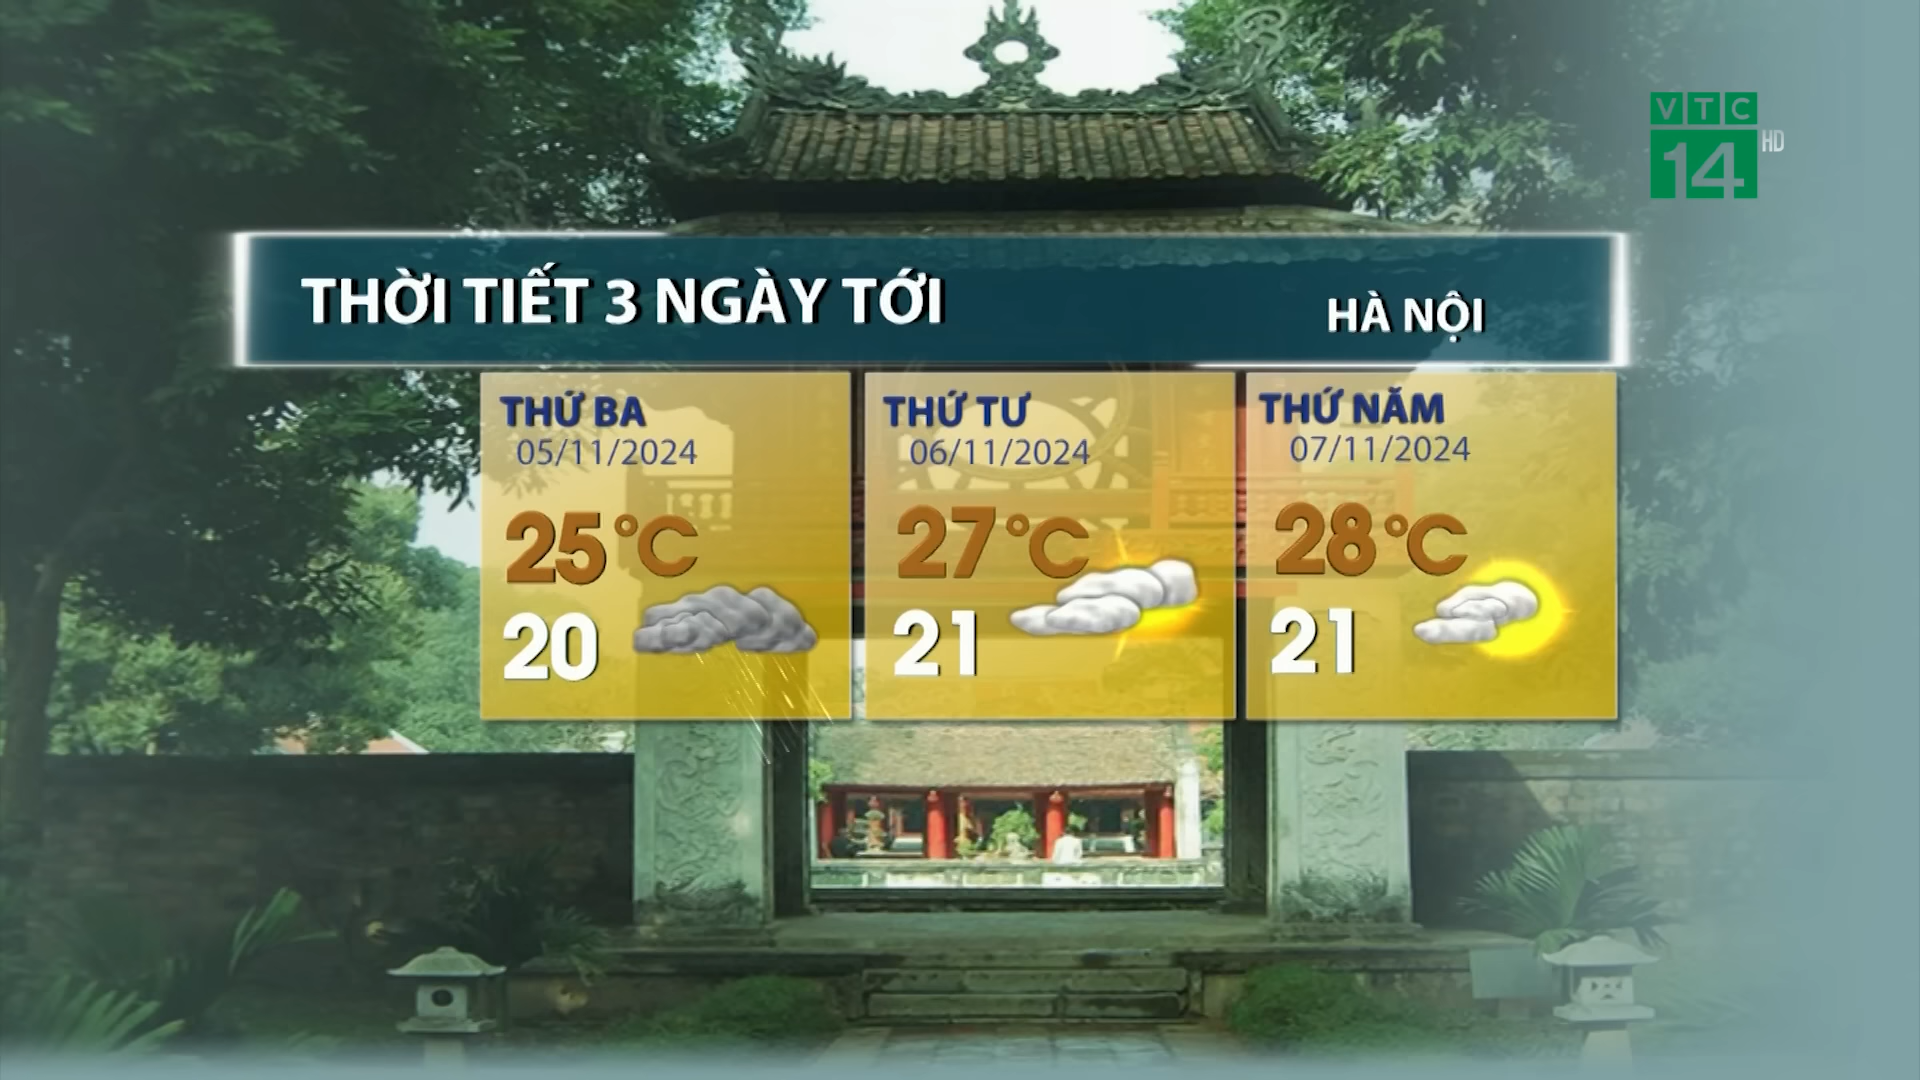 VTC
14 HD
THỜI TIẾT 3 NGÀY TỚI
HÀ NỘI
THỨ BA
05/11/2024
25°C
20
THỨ TƯ
06/11/2024
27°C
21
THỨ NĂM
07/11/2024
28°C
21